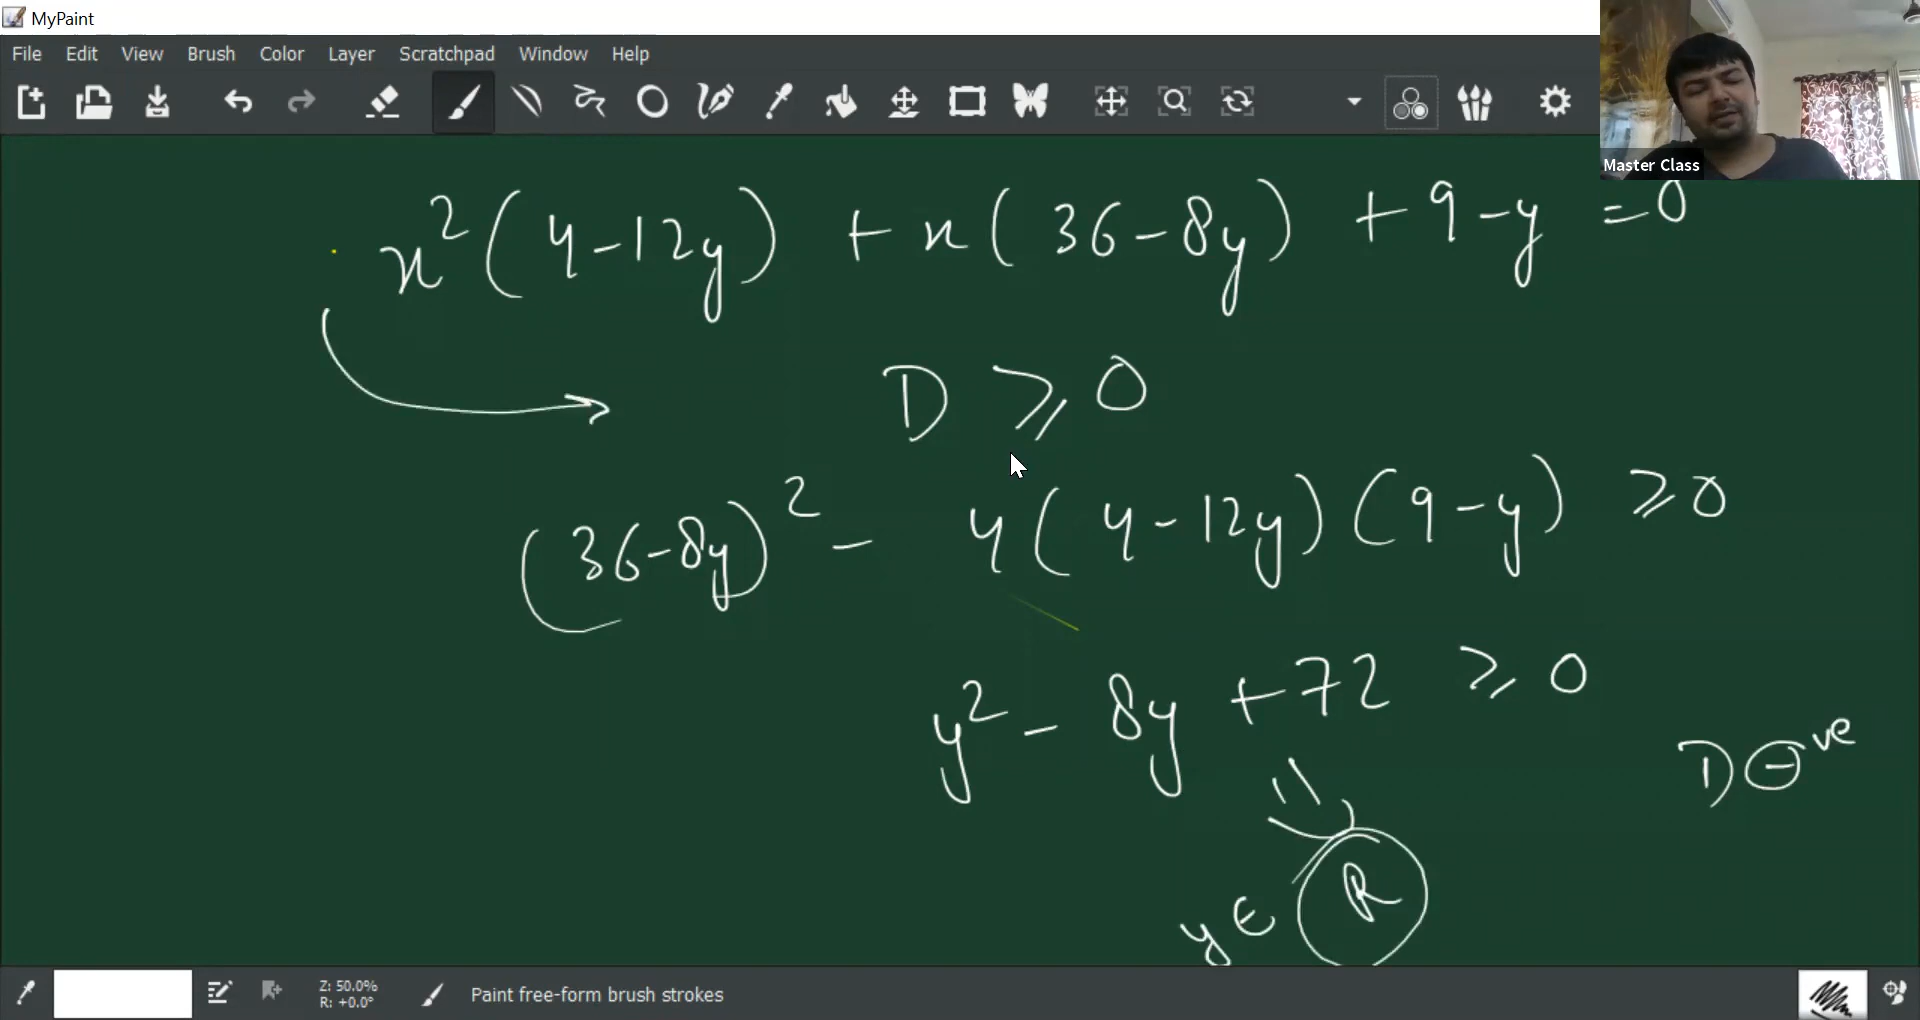 MyPaint
File Edit View Brush Color Layer Scratchpad Window Help
Master Class
x²(4-12y) + x(36-8y) + 9-y = 0
D ⩾ 0
(36-8y)² - 4(4-12y)(9-y) ⩾ 0
y² - 8y + 72 ⩾ 0
D ⊖ve
y ∈ R
Z: 50.0%
R: +0.0°
Paint free-form brush strokes